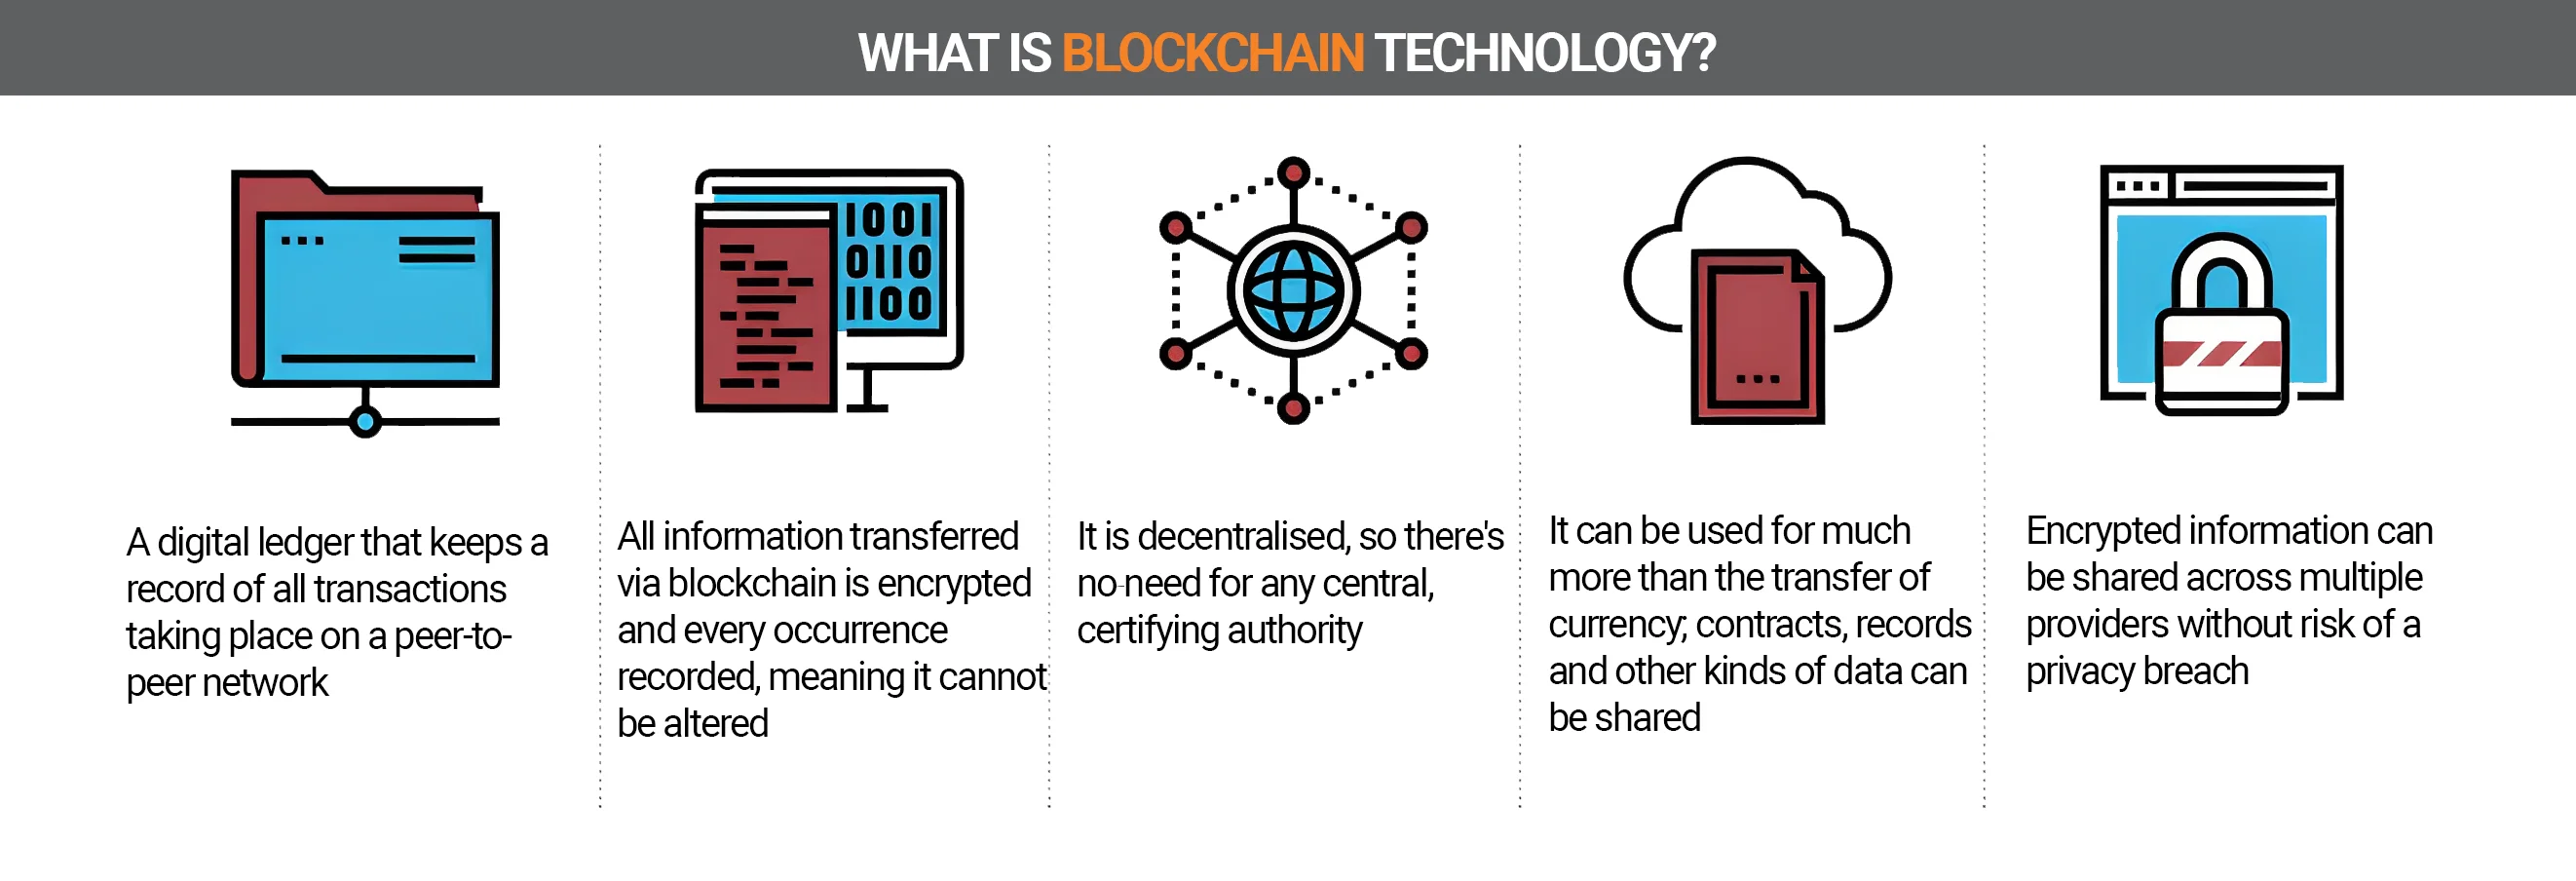 WHAT IS BLOCKCHAIN TECHNOLOGY?
1001
0110
1100
A digital ledger that keeps a
record of all transactions
taking place on a peer-to-
peer network
All information transferred
via blockchain is encrypted
and every occurrence
recorded, meaning it cannot
be altered
It is decentralised, so there's
no-need for any central,
certifying authority
It can be used for much
more than the transfer of
currency; contracts, records
and other kinds of data can
be shared
Encrypted information can
be shared across multiple
providers without risk of a
privacy breach